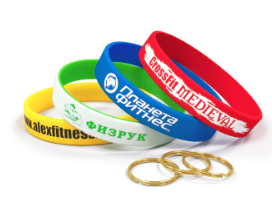 www.alexfitness
ФИЗРУК
Планета
Фитнес
CrossFit MEDIEVAL